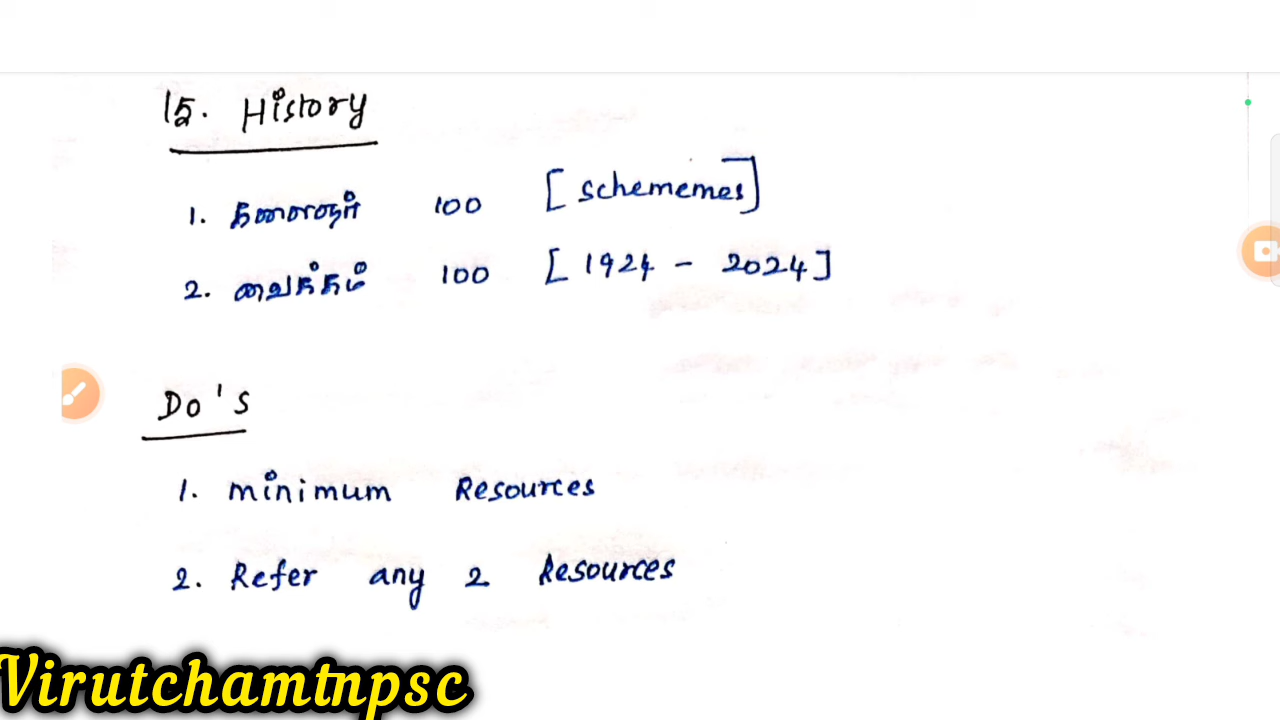 15. History
1. கலைஞர் 100 [schememes]
2. வைக்கம் 100 [1924 - 2024]
Do's
1. minimum Resources
2. Refer any 2 Resources
Virutchamtnpsc